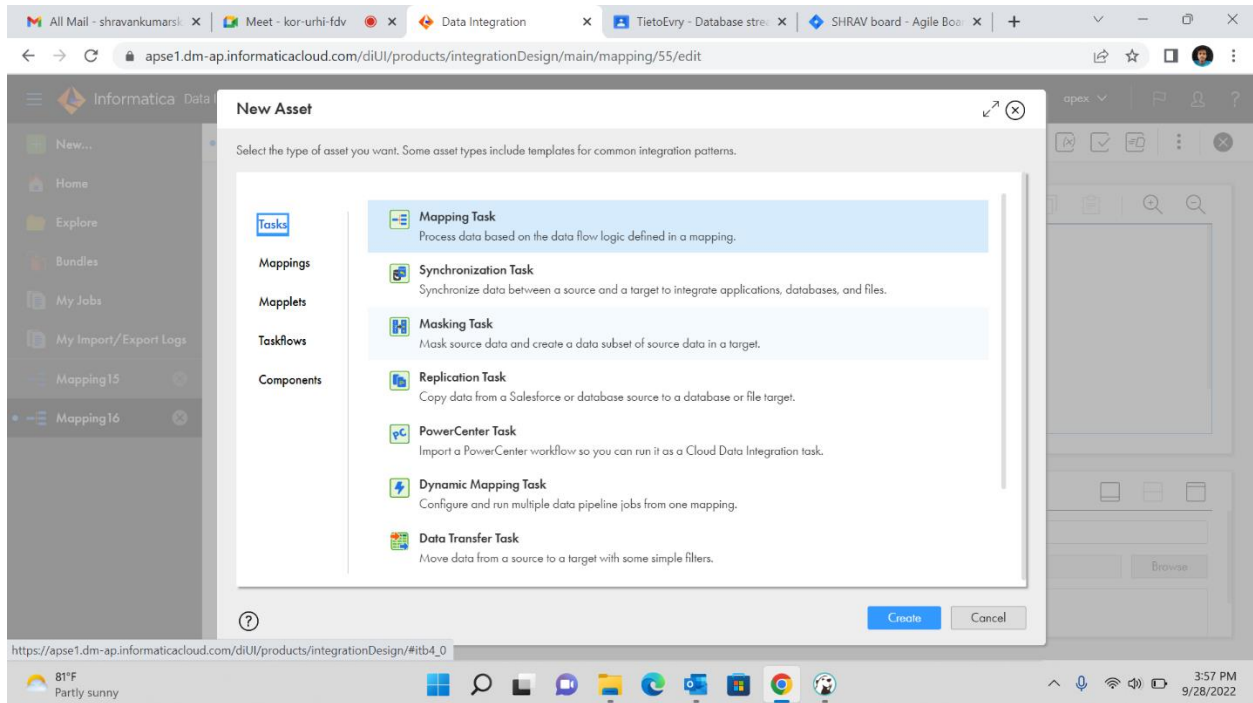 All Mail - shravankumarsk
Meet - kor-urhi-fdv
Data Integration
TietoEvry - Database stre
SHRAV board - Agile Boa
apse1.dm-ap.informaticacloud.com/diUI/products/integrationDesign/main/mapping/55/edit
Informatica Data I
apex
New...
Home
Explore
Bundles
My Jobs
My Import/Export Logs
Mapping15
Mapping16
New Asset
Select the type of asset you want. Some asset types include templates for common integration patterns.
Tasks
Mappings
Mapplets
Taskflows
Components
Mapping Task
Process data based on the data flow logic defined in a mapping.
Synchronization Task
Synchronize data between a source and a target to integrate applications, databases, and files.
Masking Task
Mask source data and create a data subset of source data in a target.
Replication Task
Copy data from a Salesforce or database source to a database or file target.
PowerCenter Task
Import a PowerCenter workflow so you can run it as a Cloud Data Integration task.
Dynamic Mapping Task
Configure and run multiple data pipeline jobs from one mapping.
Data Transfer Task
Move data from a source to a target with some simple filters.
Browse
Create
Cancel
https://apse1.dm-ap.informaticacloud.com/diUI/products/integrationDesign/#itb4_0
81°F
Partly sunny
3:57 PM
9/28/2022